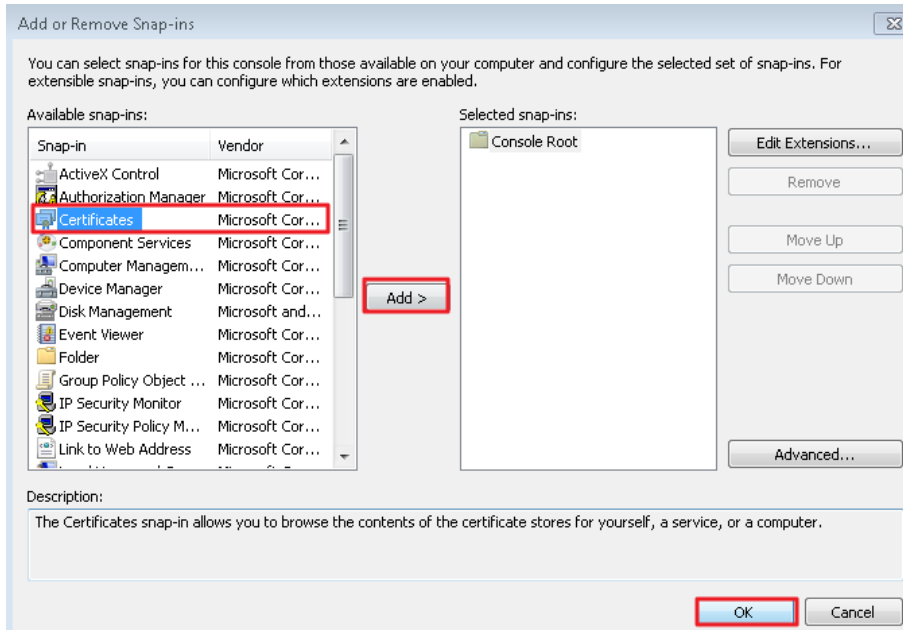 Add or Remove Snap-ins
You can select snap-ins for this console from those available on your computer and configure the selected set of snap-ins. For
extensible snap-ins, you can configure which extensions are enabled.
Available snap-ins:
Selected snap-ins:
Snap-in Vendor
ActiveX Control Microsoft Cor...
Authorization Manager Microsoft Cor...
Certificates Microsoft Cor...
Component Services Microsoft Cor...
Computer Managem... Microsoft Cor...
Device Manager Microsoft Cor...
Disk Management Microsoft and...
Event Viewer Microsoft Cor...
Folder Microsoft Cor...
Group Policy Object ... Microsoft Cor...
IP Security Monitor Microsoft Cor...
IP Security Policy M... Microsoft Cor...
Link to Web Address Microsoft Cor...
Add >
Console Root
Edit Extensions...
Remove
Move Up
Move Down
Advanced...
Description:
The Certificates snap-in allows you to browse the contents of the certificate stores for yourself, a service, or a computer.
OK
Cancel